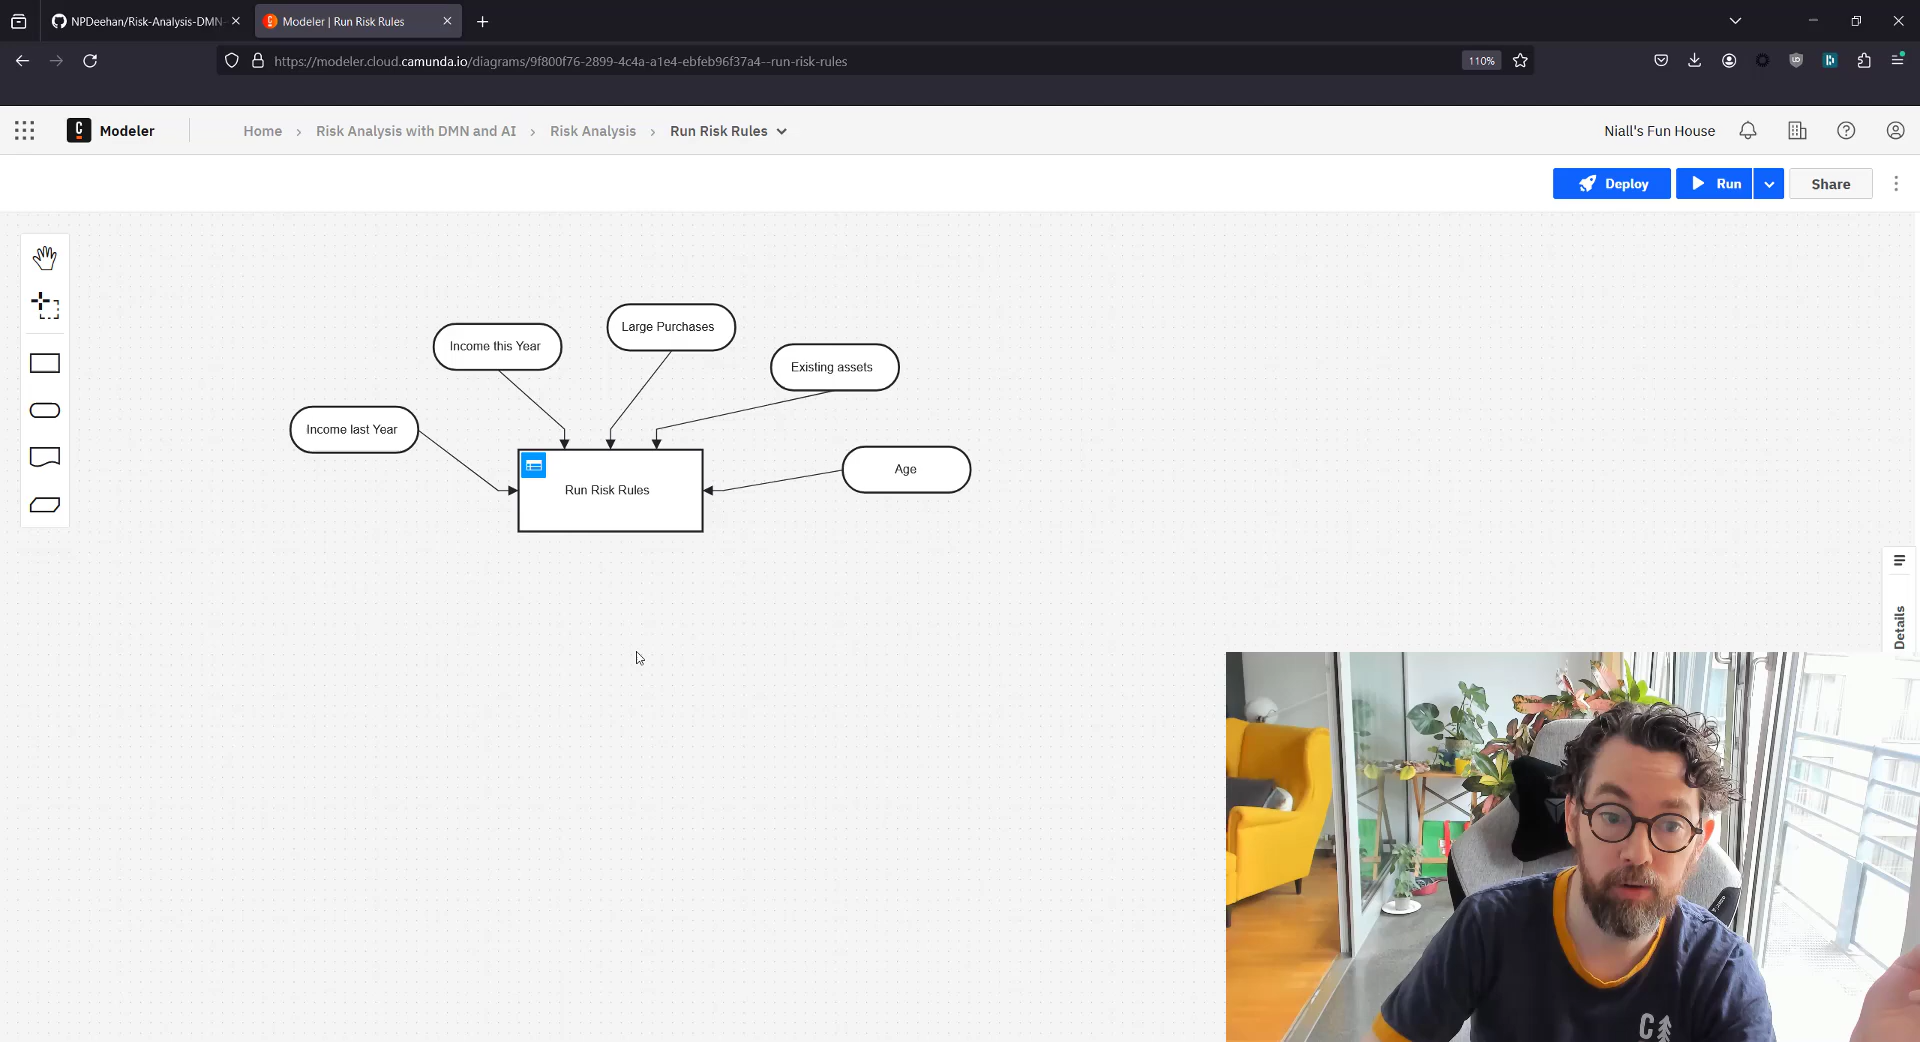 NPDeehan/Risk-Analysis-DMN-
Modeler | Run Risk Rules
https://modeler.cloud.camunda.io/diagrams/9f800f76-2899-4c4a-a1e4-ebfeb96f37a4--run-risk-rules
110%
C Modeler
Home > Risk Analysis with DMN and AI > Risk Analysis > Run Risk Rules
Niall's Fun House
Deploy
Run
Share
Large Purchases
Income this Year
Existing assets
Income last Year
Age
Run Risk Rules
Details
C